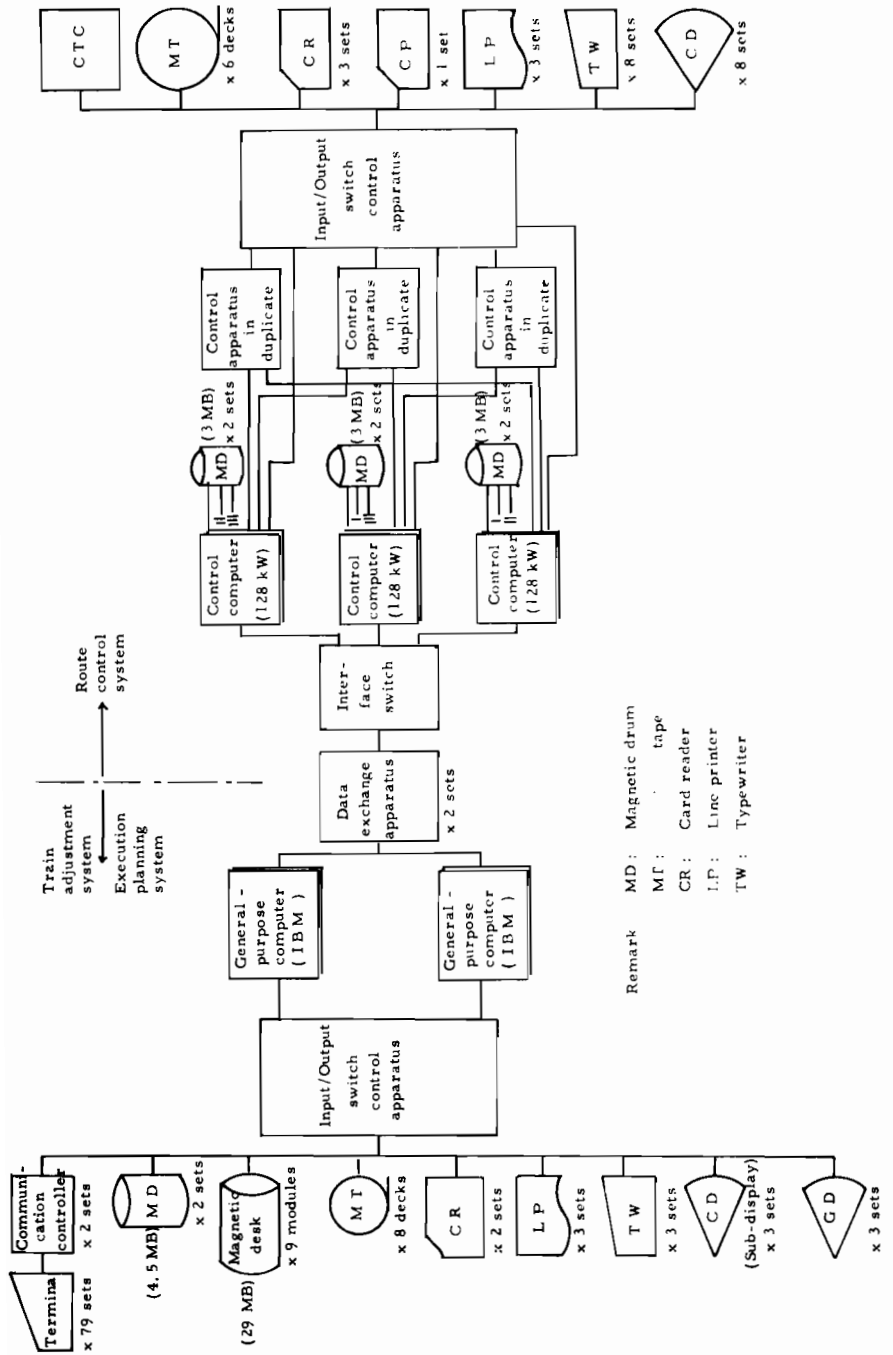 Termina
x 79 sets
Communi-
cation
controller
x 2 sets
(4.5 MB)
MD
x 2 sets
(29 MB)
Magnetic
desk
x 9 modules
MT
x 8 decks
CR
x 2 sets
LP
x 3 sets
TW
x 3 sets
CD
(Sub-display)
x 3 sets
GD
x 3 sets
Input/Output
switch
control
apparatus
General -
purpose
computer
( IBM )
General -
purpose
computer
( IBM )
Train
adjustment
system
Execution
planning
system
Data
exchange
apparatus
x 2 sets
Route
control
system
Inter-
face
switch
Control
computer
(128 kW)
Control
computer
(128 kW)
Control
computer
(128 kW)
MD
(3 MB)
x 2 sets
MD
(3 MB)
x 2 sets
MD
(3 MB)
x 2 sets
Control
apparatus
in
duplicate
Control
apparatus
in
duplicate
Control
apparatus
in
duplicate
Input/Output
switch
control
apparatus
CTC
MT
x 6 decks
CR
x 3 sets
CP
x 1 set
LP
x 3 sets
TW
x 8 sets
CD
x 8 sets
Remark MD : Magnetic drum
MT : tape
CR : Card reader
LP : Line printer
TW : Typewriter